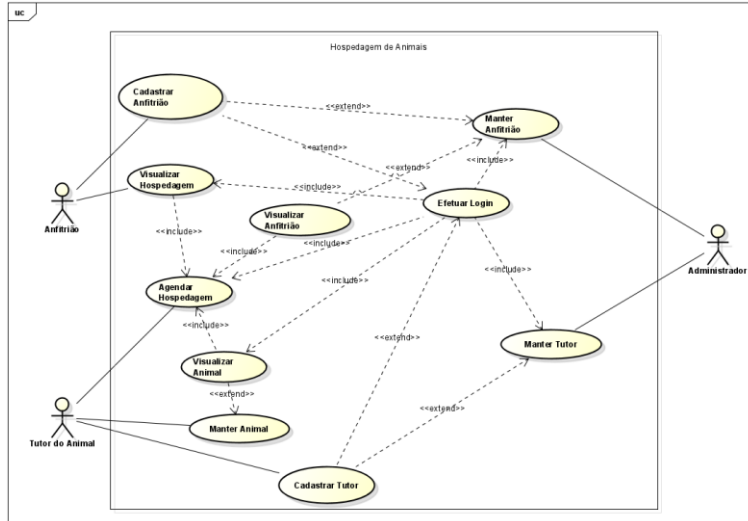 uc
Hospedagem de Animais
Cadastrar
Anfitrião
<<extend>>
Manter
Anfitrião
<<extend>>
<<extend>>
<<include>>
Visualizar
Hospedagem
<<include>>
Efetuar Login
Anfitrião
Visualizar
Anfitrião
<<include>>
<<include>>
<<include>>
Administrador
<<include>>
Agendar
Hospedagem
<<include>>
<<extend>>
Manter Tutor
Visualizar
Animal
<<extend>>
<<extend>>
Manter Animal
Tutor do Animal
Cadastrar Tutor